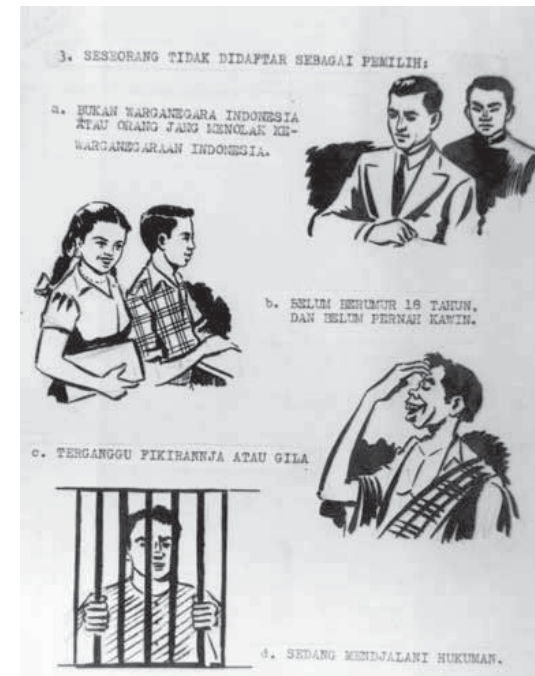 3. SESEORANG TIDAK DIDAFTAR SEBAGAI PEMILIH:
a. BUKAN WARGANEGARA INDONESIA
ATAU ORANG JANG MENOLAK KE-
WARGANEGARAAN INDONESIA.
b. BELUM BERUMUR 18 TAHUN,
DAN BELUM PERNAH KAWIN.
c. TERGANGGU FIKIRANNJA ATAU GILA
d. SEDANG MENDJALANI HUKUMAN.